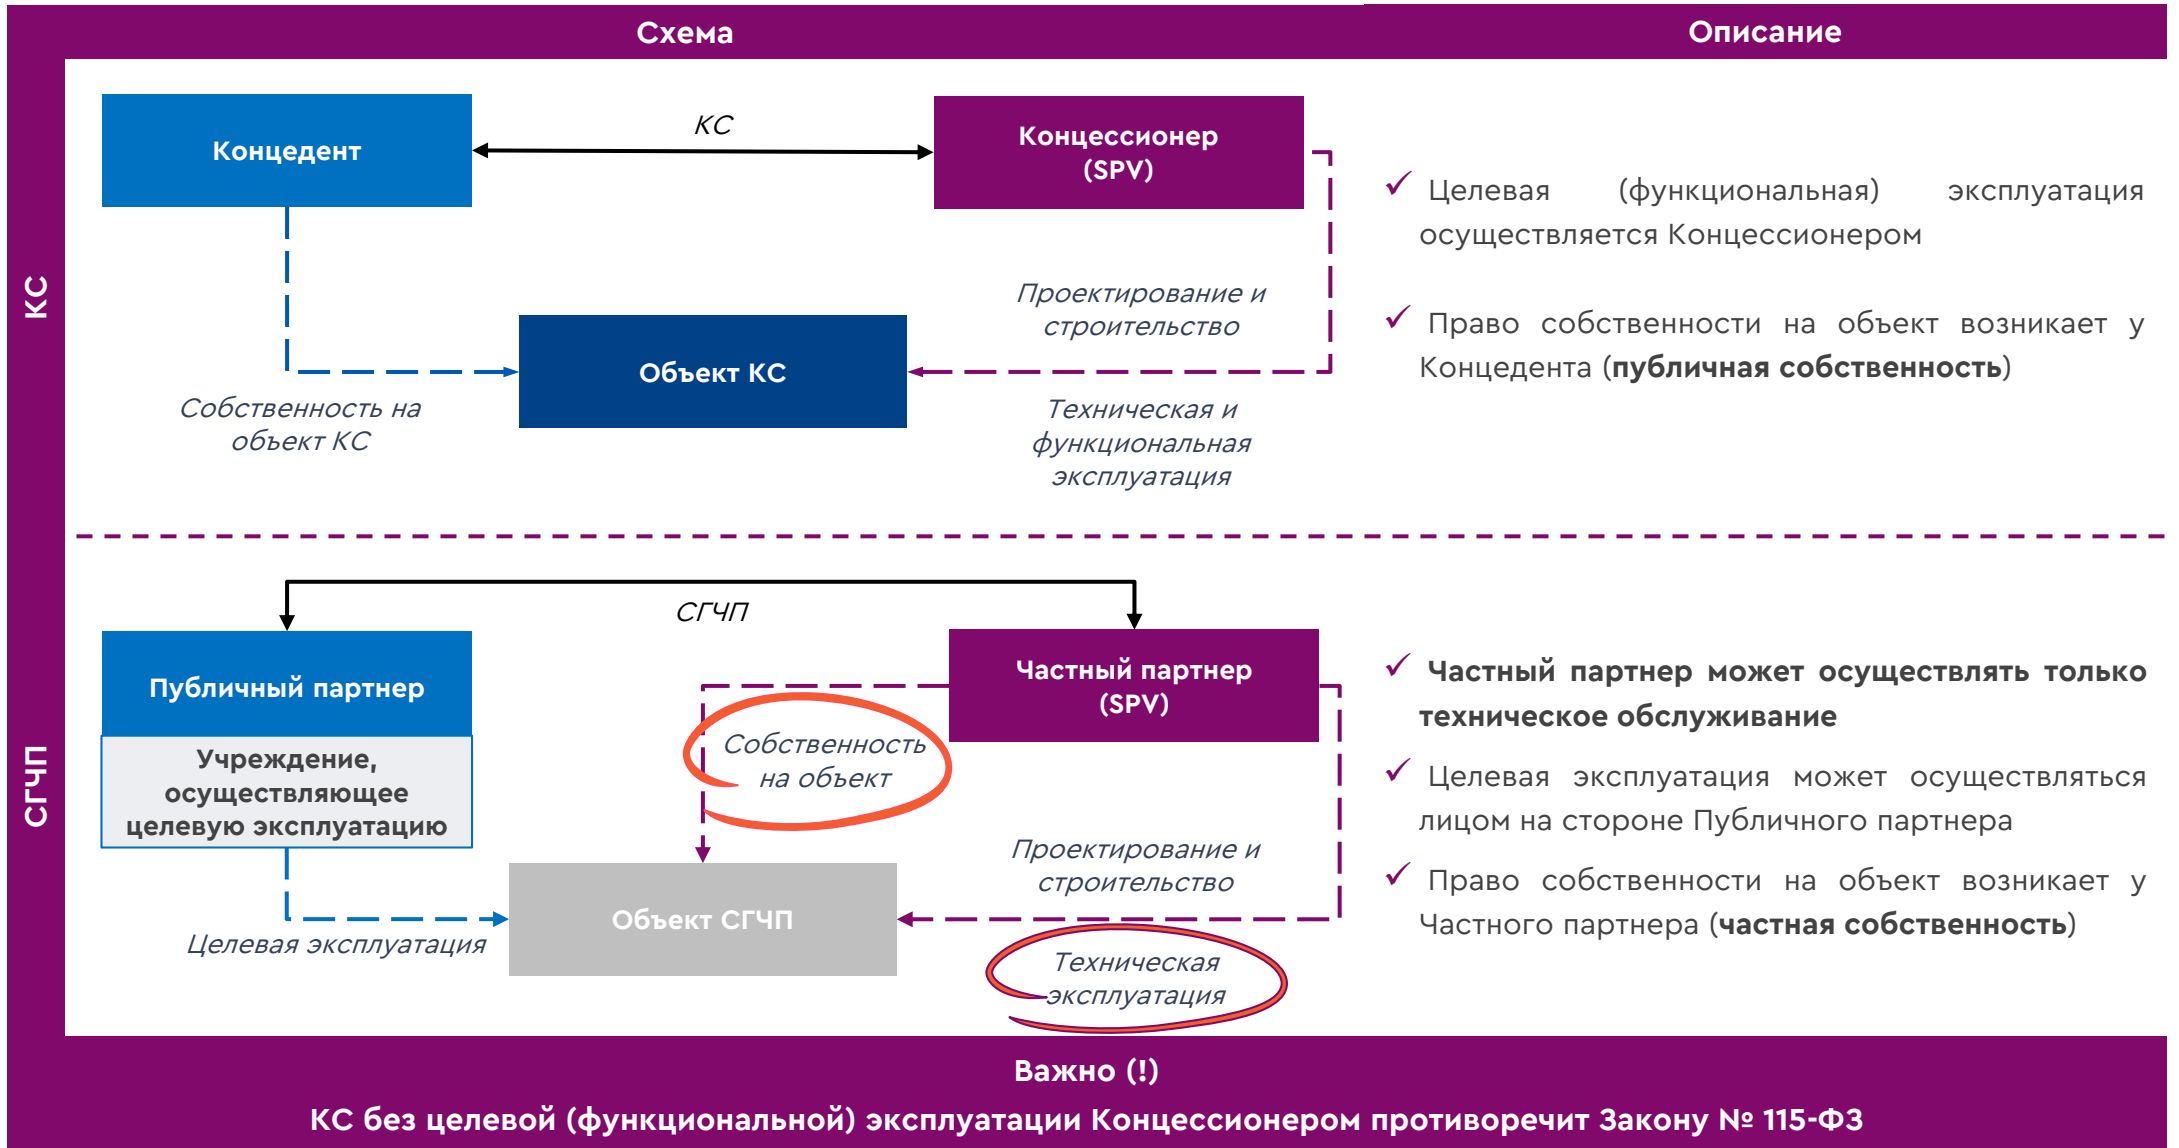 Схема
Описание
КС
Концедент
КС
Концессионер
(SPV)
Проектирование и
строительство
Объект КС
Собственность на
объект КС
Техническая и
функциональная
эксплуатация
✓ Целевая (функциональная) эксплуатация
осуществляется Концессионером
✓ Право собственности на объект возникает у
Концедента (публичная собственность)
СГЧП
СГЧП
Публичный партнер
Учреждение,
осуществляющее
целевую эксплуатацию
Частный партнер
(SPV)
Собственность
на объект
Проектирование и
строительство
Объект СГЧП
Целевая эксплуатация
Техническая
эксплуатация
✓ Частный партнер может осуществлять только
техническое обслуживание
✓ Целевая эксплуатация может осуществляться
лицом на стороне Публичного партнера
✓ Право собственности на объект возникает у
Частного партнера (частная собственность)
Важно (!)
КС без целевой (функциональной) эксплуатации Концессионером противоречит Закону № 115-ФЗ